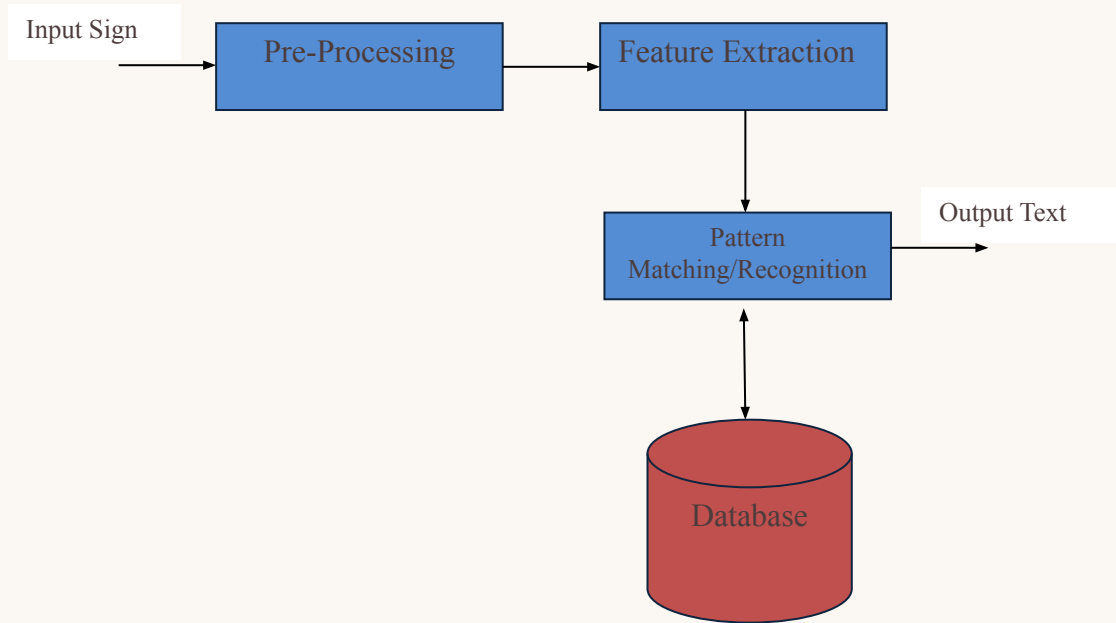 Input Sign
Pre-Processing
Feature Extraction
Pattern
Matching/Recognition
Output Text
Database